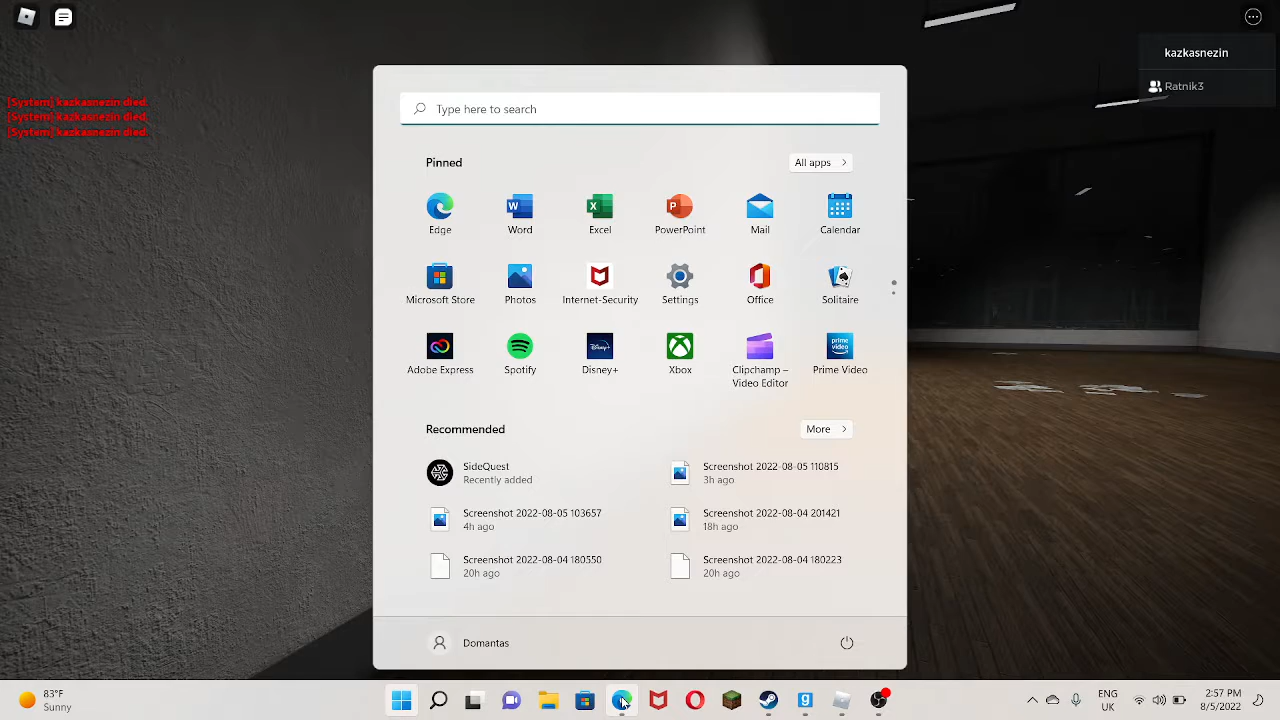 kazkasnezin
Ratnik3
[System] kazkasnezin died.
[System] kazkasnezin died.
[System] kazkasnezin died.
Type here to search
Pinned
All apps
Edge
Word
Excel
PowerPoint
Mail
Calendar
Microsoft Store
Photos
Internet-Security
Settings
Office
Solitaire
Adobe Express
Spotify
Disney+
Xbox
Clipchamp –
Video Editor
Prime Video
Recommended
More
SideQuest
Recently added
Screenshot 2022-08-05 110815
3h ago
Screenshot 2022-08-05 103657
4h ago
Screenshot 2022-08-04 201421
18h ago
Screenshot 2022-08-04 180550
20h ago
Screenshot 2022-08-04 180223
20h ago
Domantas
83°F
Sunny
ENG
UK
2:57 PM
8/5/2022